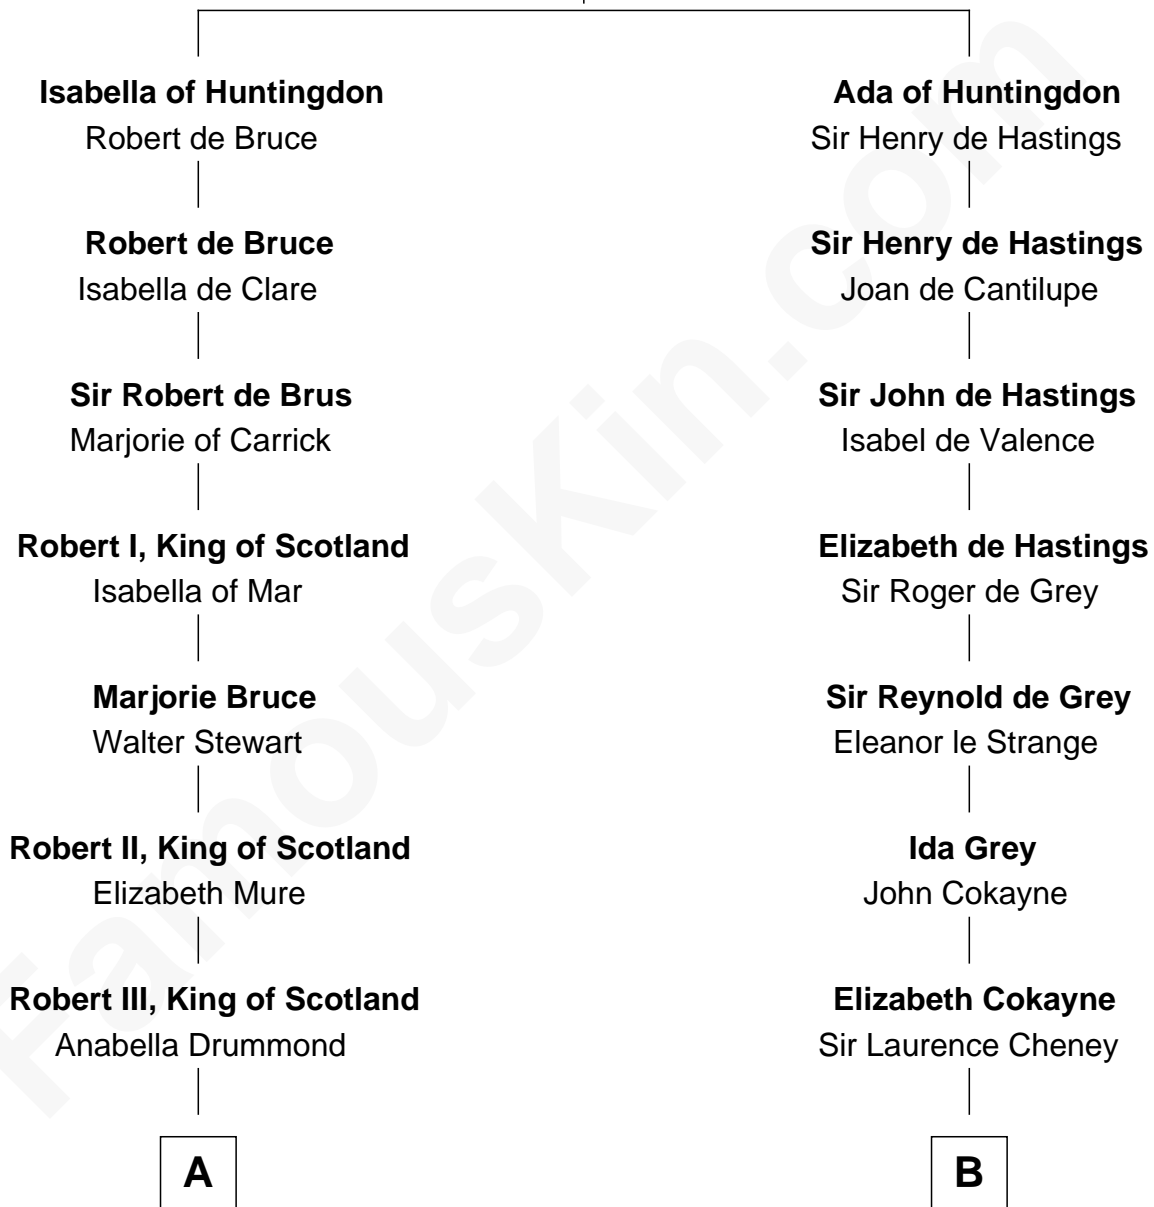 Isabella of Huntingdon
Robert de Bruce
Robert de Bruce
Isabella de Clare
Sir Robert de Brus
Marjorie of Carrick
Robert I, King of Scotland
Isabella of Mar
Marjorie Bruce
Walter Stewart
Robert II, King of Scotland
Elizabeth Mure
Robert III, King of Scotland
Anabella Drummond
A
Ada of Huntingdon
Sir Henry de Hastings
Sir Henry de Hastings
Joan de Cantilupe
Sir John de Hastings
Isabel de Valence
Elizabeth de Hastings
Sir Roger de Grey
Sir Reynold de Grey
Eleanor le Strange
Ida Grey
John Cokayne
Elizabeth Cokayne
Sir Laurence Cheney
B
FamousKin.com